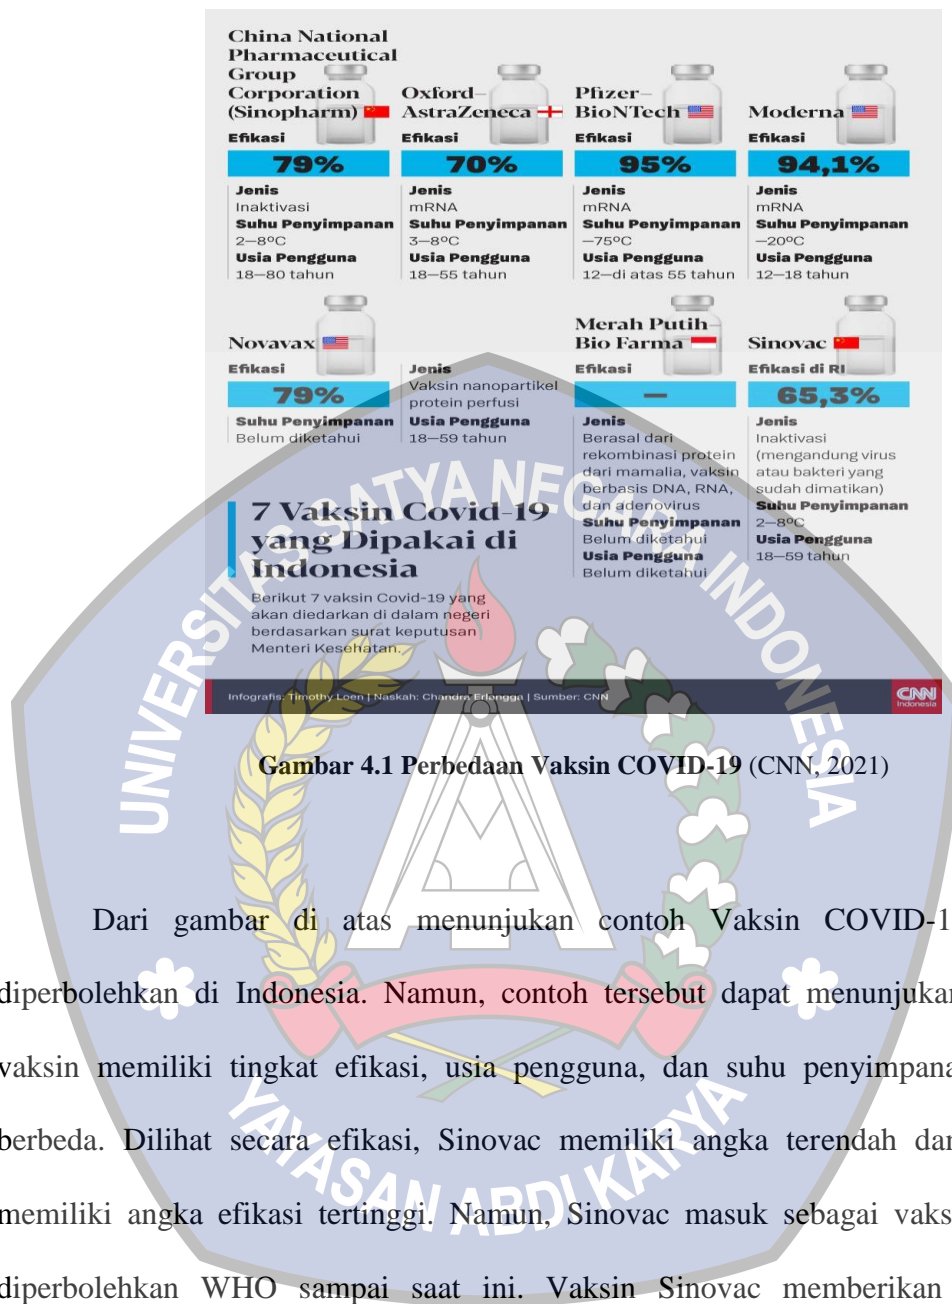 China National
Pharmaceutical
Group
Corporation
(Sinopharm)
Efikasi
79%
Jenis
Inaktivasi
Suhu Penyimpanan
2—8ºC
Usia Pengguna
18—80 tahun
Oxford–
AstraZeneca
Efikasi
70%
Jenis
mRNA
Suhu Penyimpanan
3—8ºC
Usia Pengguna
18—55 tahun
Pfizer–
BioNTech
Efikasi
95%
Jenis
mRNA
Suhu Penyimpanan
—75ºC
Usia Pengguna
12—di atas 55 tahun
Moderna
Efikasi
94,1%
Jenis
mRNA
Suhu Penyimpanan
—20ºC
Usia Pengguna
12—18 tahun
Novavax
Efikasi
79%
Suhu Penyimpanan
Belum diketahui
Jenis
Vaksin nanopartikel
protein perfusi
Usia Pengguna
18—59 tahun
Merah Putih–
Bio Farma
Efikasi
—
Jenis
Berasal dari
rekombinasi protein
dari mamalia, vaksin
berbasis DNA, RNA,
dan adenovirus
Suhu Penyimpanan
Belum diketahui
Usia Pengguna
Belum diketahui
Sinovac
Efikasi di RI
65,3%
Jenis
Inaktivasi
(mengandung virus
atau bakteri yang
sudah dimatikan)
Suhu Penyimpanan
2—8ºC
Usia Pengguna
18—59 tahun
7 Vaksin Covid-19
yang Dipakai di
Indonesia
Berikut 7 vaksin Covid-19 yang
akan diedarkan di dalam negeri
berdasarkan surat keputusan
Menteri Kesehatan.
Infografis: Timothy Loen | Naskah: Chandra Erlangga | Sumber: CNN
CNN
Indonesia
UNIVERSITAS SATYA NEGARA INDONESIA
YAYASAN ABDI KARYA
Gambar 4.1 Perbedaan Vaksin COVID-19 (CNN, 2021)
Dari gambar di atas menunjukan contoh Vaksin COVID-1
diperbolehkan di Indonesia. Namun, contoh tersebut dapat menunjukan
vaksin memiliki tingkat efikasi, usia pengguna, dan suhu penyimpana
berbeda. Dilihat secara efikasi, Sinovac memiliki angka terendah dan
memiliki angka efikasi tertinggi. Namun, Sinovac masuk sebagai vaks
diperbolehkan WHO sampai saat ini. Vaksin Sinovac memberikan